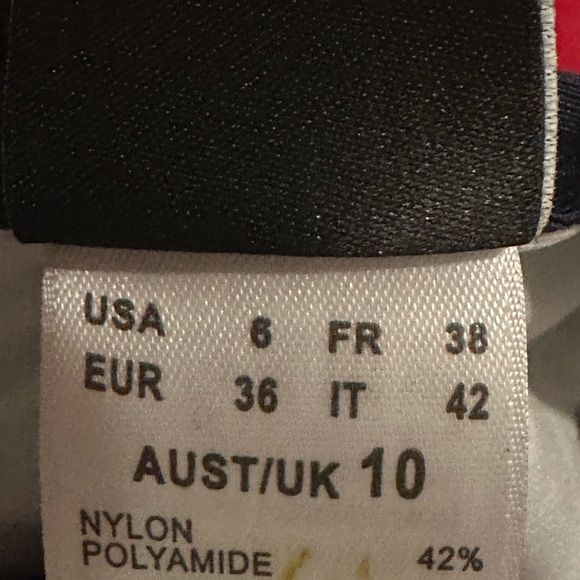 USA 6 FR 38
EUR 36 IT 42
AUST/UK 10
NYLON
POLYAMIDE 42%